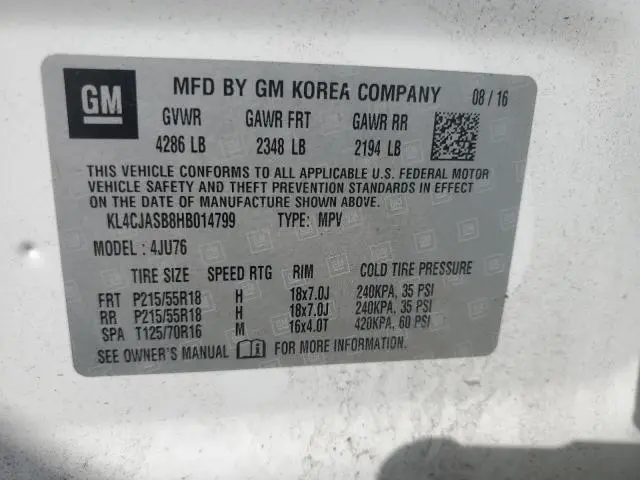 GM MFD BY GM KOREA COMPANY 08/16
GVWR GAWR FRT GAWR RR
4286 LB 2348 LB 2194 LB
THIS VEHICLE CONFORMS TO ALL APPLICABLE U.S. FEDERAL MOTOR
VEHICLE SAFETY AND THEFT PREVENTION STANDARDS IN EFFECT
ON THE DATE OF MANUFACTURE SHOWN ABOVE.
KL4CJASB8HB014799 TYPE: MPV
MODEL: 4JU76
TIRE SIZE SPEED RTG RIM COLD TIRE PRESSURE
FRT P215/55R18 H 18x7.0J 240KPA, 35 PSI
RR P215/55R18 H 18x7.0J 240KPA, 35 PSI
SPA T125/70R16 M 16x4.0T 420KPA, 60 PSI
SEE OWNER'S MANUAL FOR MORE INFORMATION.